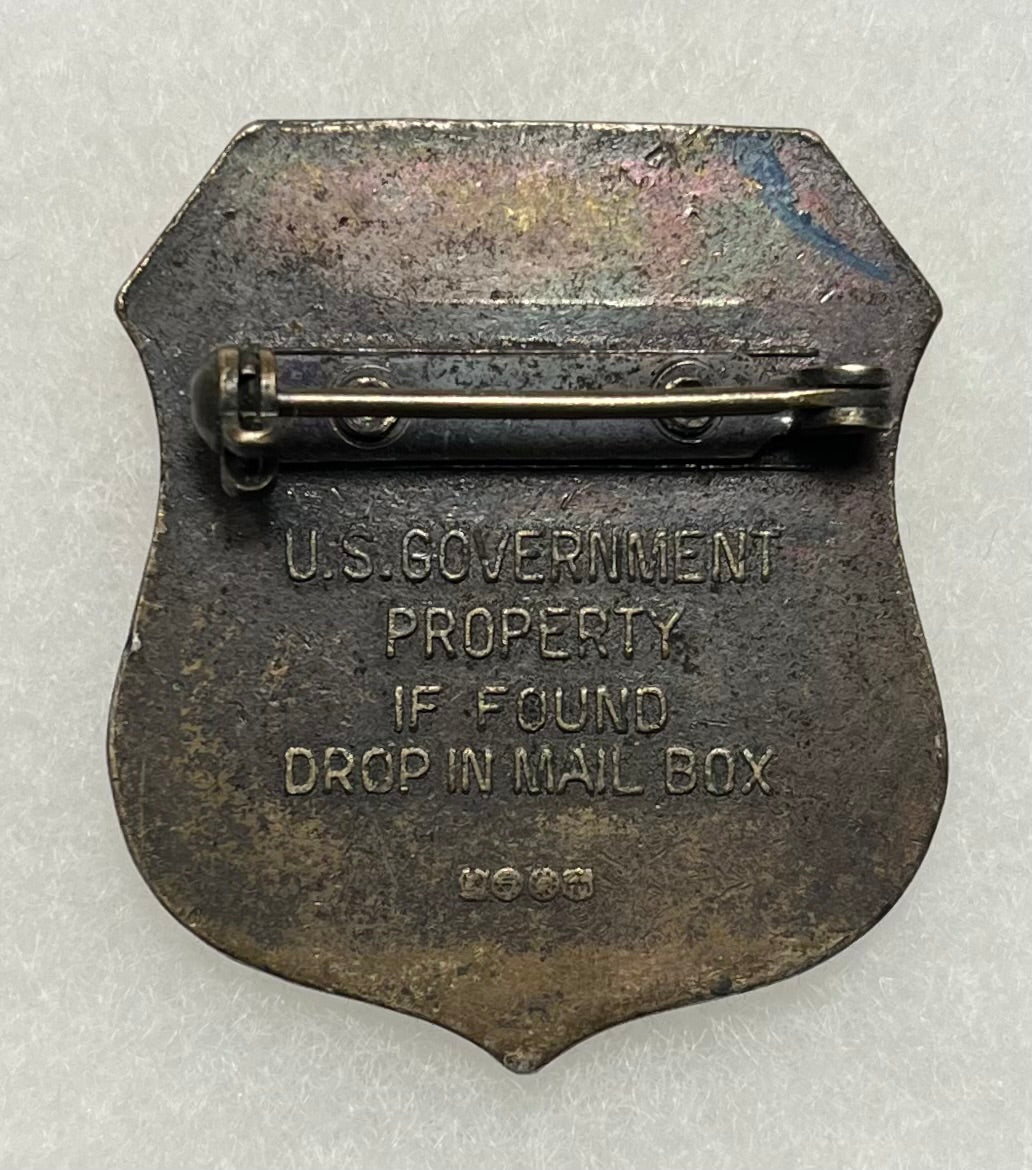 U.S. GOVERNMENT
PROPERTY
IF FOUND
DROP IN MAIL BOX